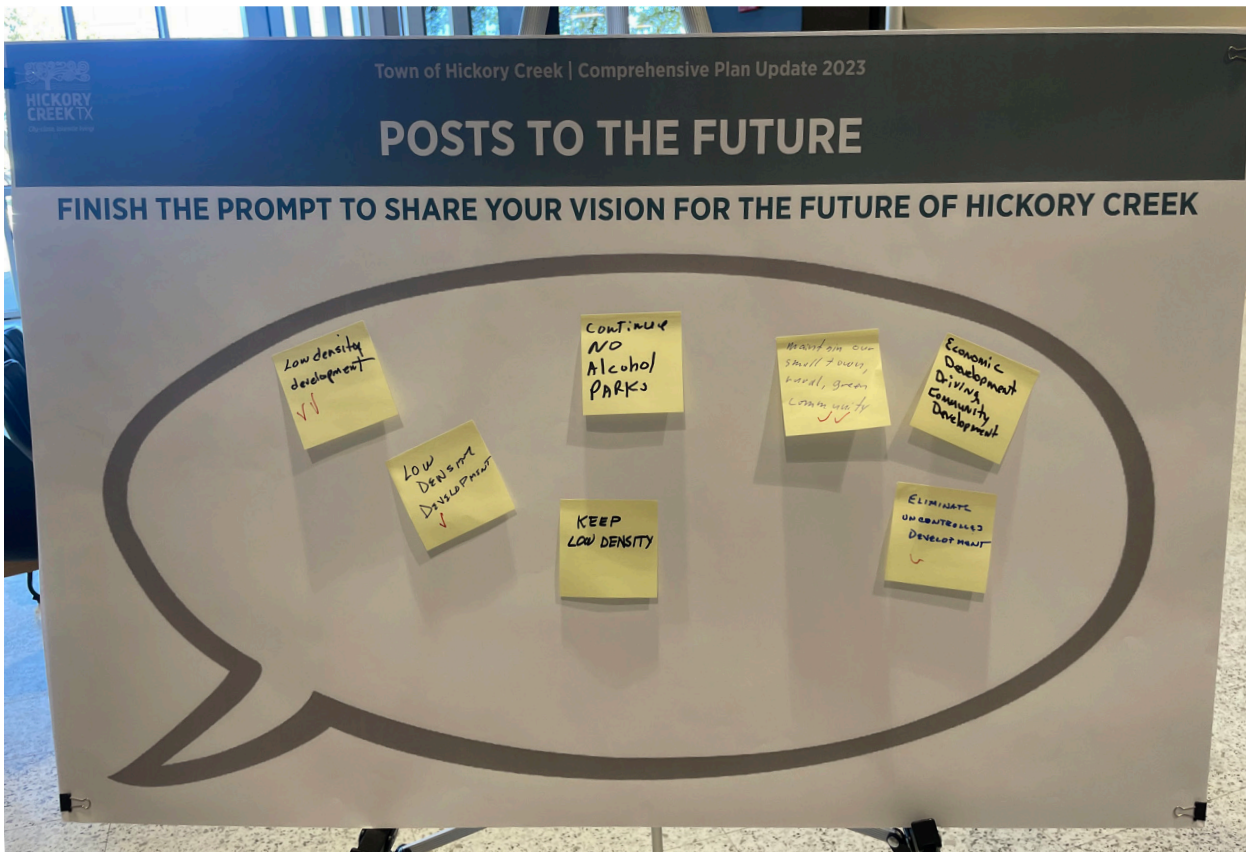 HICKORY
CREEK TX
Town of Hickory Creek | Comprehensive Plan Update 2023
POSTS TO THE FUTURE
FINISH THE PROMPT TO SHARE YOUR VISION FOR THE FUTURE OF HICKORY CREEK
Low density
development
LOW
DENSITY
DEVELOPMENT
CONTINUE
NO
Alcohol
PARKS
KEEP
LOW DENSITY
Maintain our
small town,
rural, green
community
ECONOMIC
Development
DRIVING
Community
Development
ELIMINATE
UNCONTROLLED
DEVELOPMENT